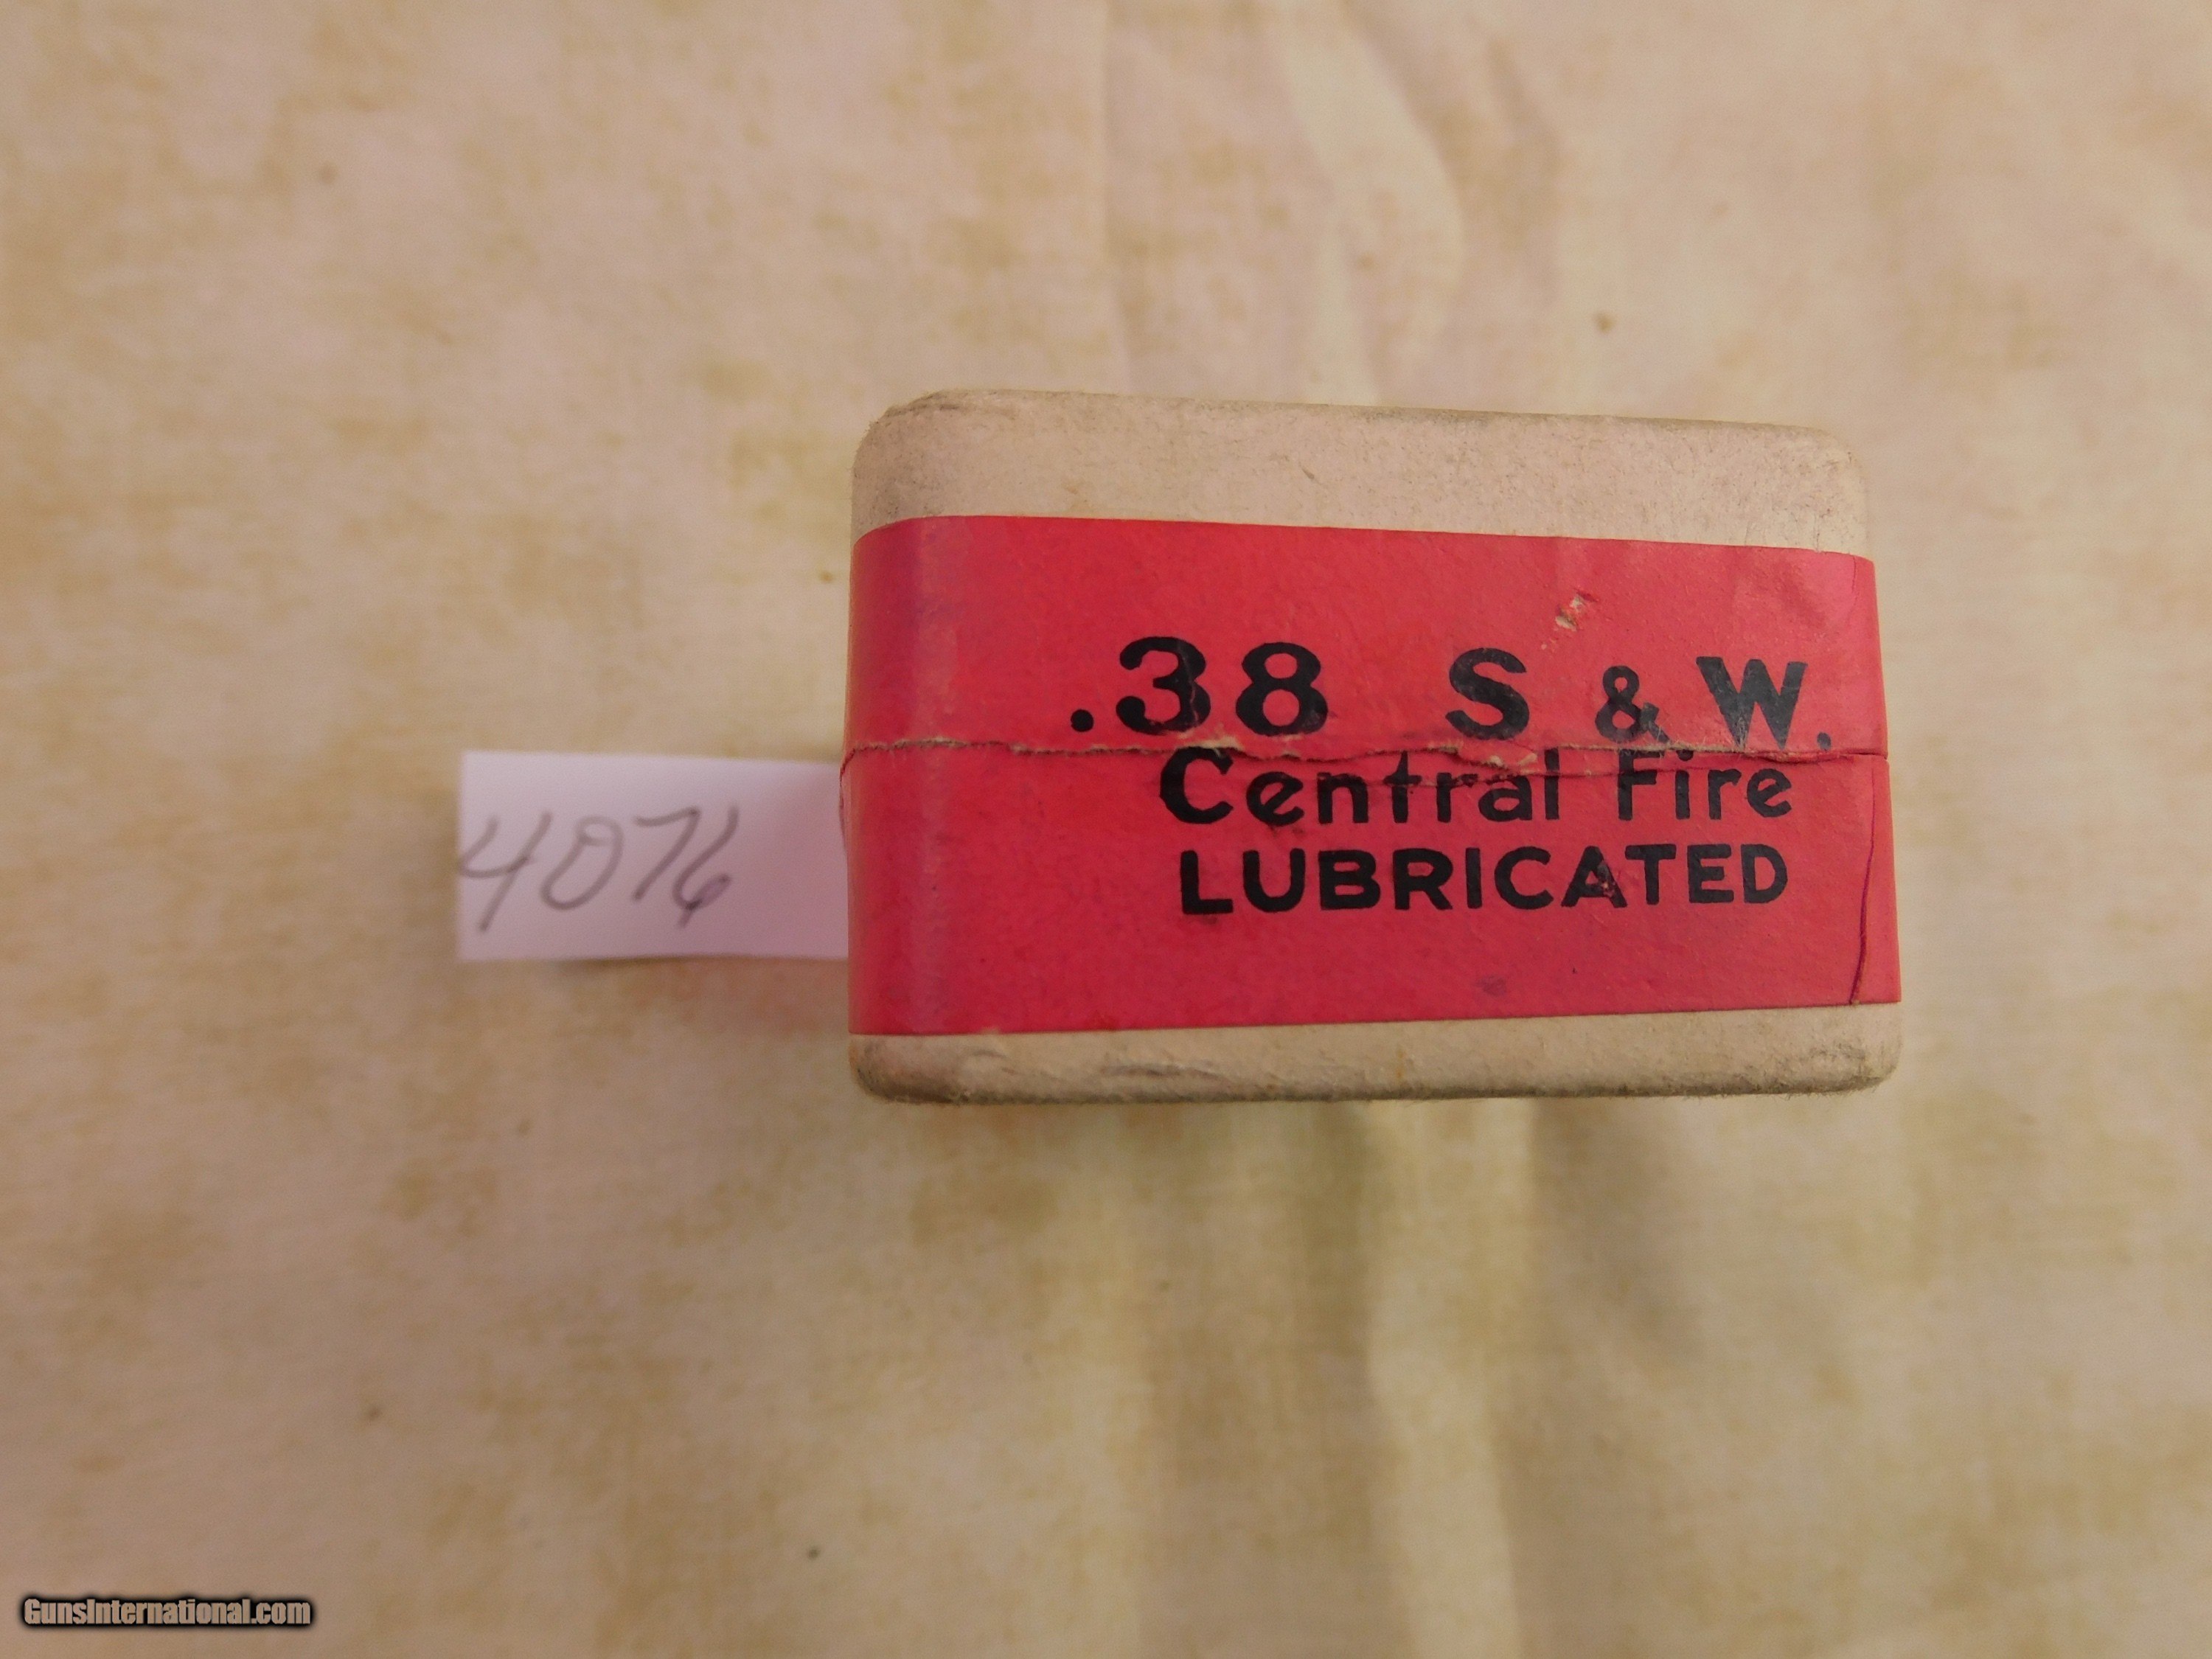 .38 S & W.
Central Fire
LUBRICATED
4076
GunsInternational.com